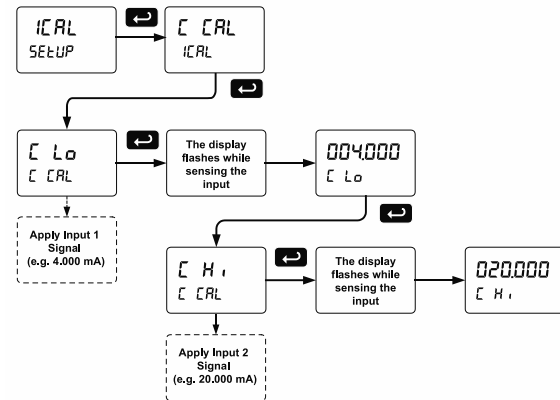 ICAL
SEtUP
C CAL
ICAL
C Lo
C CAL
The display
flashes while
sensing the
input
004.000
C Lo
Apply Input 1
Signal
(e.g. 4.000 mA)
C Hi
C CAL
The display
flashes while
sensing the
input
020.000
C Hi
Apply Input 2
Signal
(e.g. 20.000 mA)